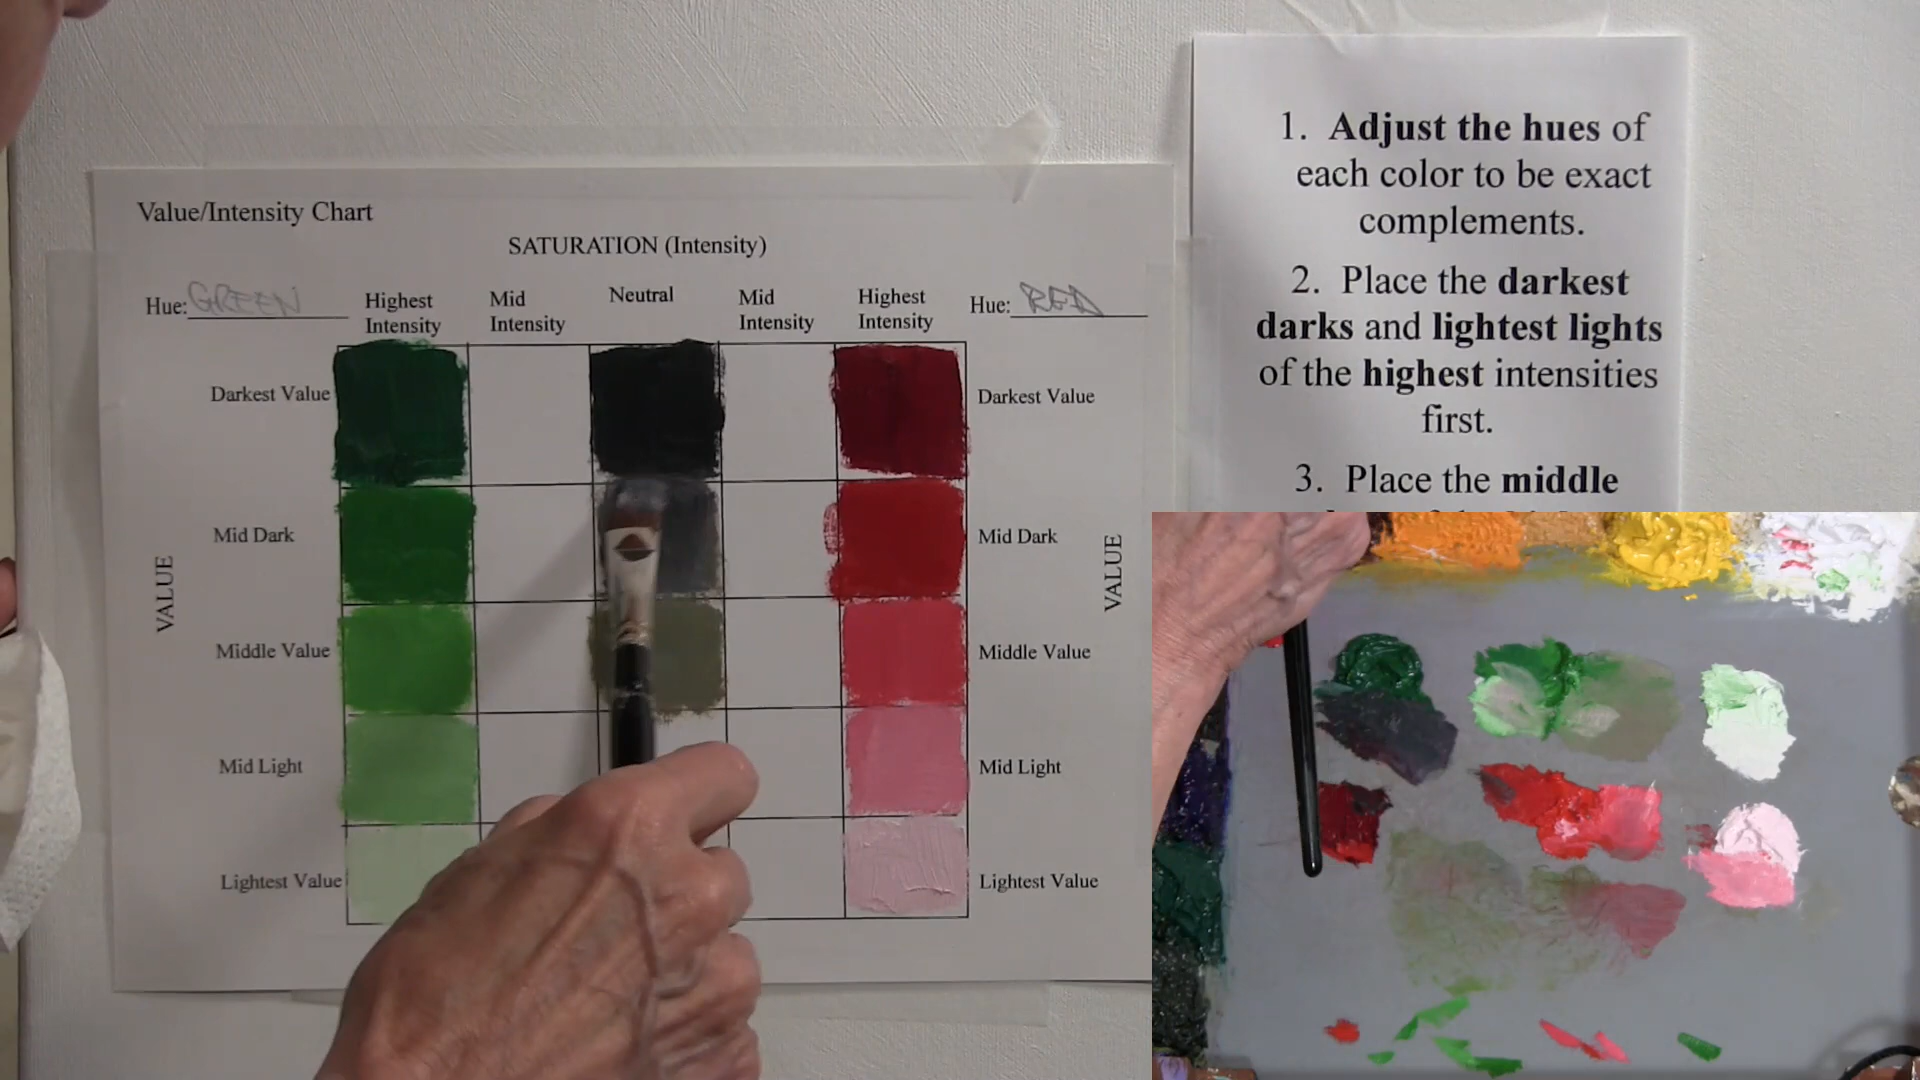 Value/Intensity Chart
SATURATION (Intensity)
Hue: GREEN
Highest Intensity
Mid Intensity
Neutral
Mid Intensity
Highest Intensity
Hue: RED
Darkest Value
Darkest Value
Mid Dark
Mid Dark
VALUE
VALUE
Middle Value
Middle Value
Mid Light
Mid Light
Lightest Value
Lightest Value
1. Adjust the hues of
each color to be exact
complements.
2. Place the darkest
darks and lightest lights
of the highest intensities
first.
3. Place the middle